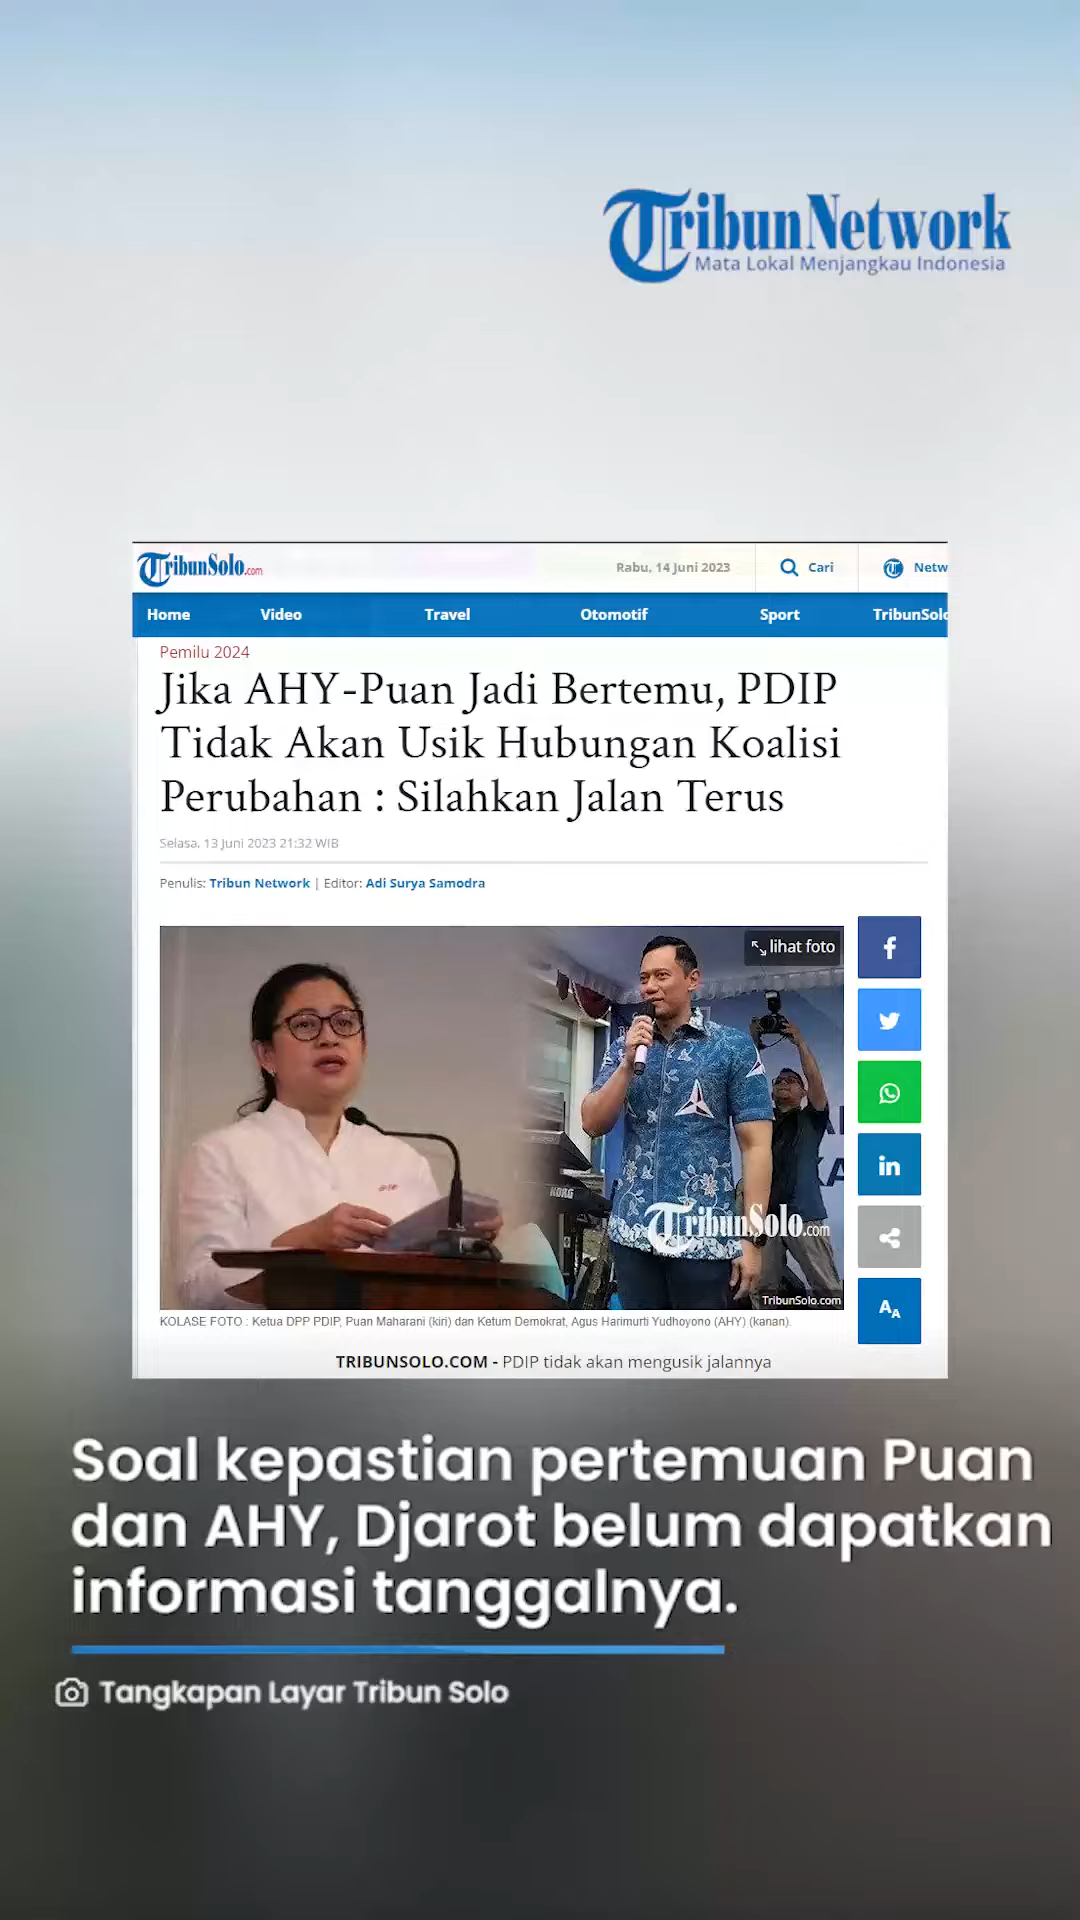 TribunNetwork
Mata Lokal Menjangkau Indonesia
TribunSolo.com
Rabu, 14 Juni 2023
Cari
Netw
Home Video Travel Otomotif Sport TribunSolo
Pemilu 2024
Jika AHY-Puan Jadi Bertemu, PDIP
Tidak Akan Usik Hubungan Koalisi
Perubahan : Silahkan Jalan Terus
Selasa, 13 Juni 2023 21:32 WIB
Penulis: Tribun Network | Editor: Adi Surya Samodra
lihat foto
KORG
TribunSolo.com
TribunSolo.com
KOLASE FOTO : Ketua DPP PDIP, Puan Maharani (kiri) dan Ketum Demokrat, Agus Harimurti Yudhoyono (AHY) (kanan).
TRIBUNSOLO.COM - PDIP tidak akan mengusik jalannya
Soal kepastian pertemuan Puan
dan AHY, Djarot belum dapatkan
informasi tanggalnya.
Tangkapan Layar Tribun Solo